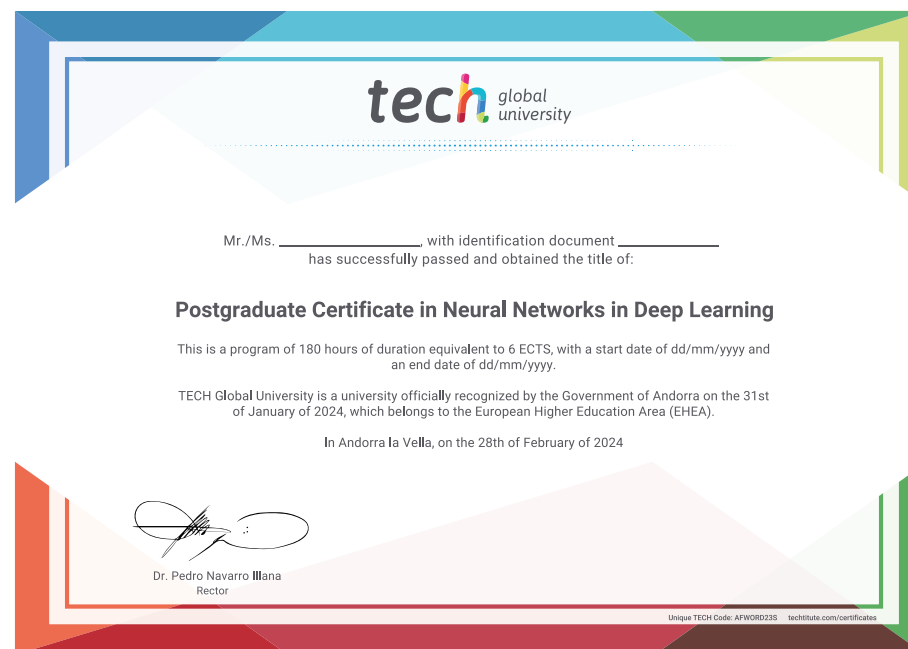 tech global university
Mr./Ms. ____________________, with identification document ______________
has successfully passed and obtained the title of:
Postgraduate Certificate in Neural Networks in Deep Learning
This is a program of 180 hours of duration equivalent to 6 ECTS, with a start date of dd/mm/yyyy and
an end date of dd/mm/yyyy.
TECH Global University is a university officially recognized by the Government of Andorra on the 31st
of January of 2024, which belongs to the European Higher Education Area (EHEA).
In Andorra la Vella, on the 28th of February of 2024
Dr. Pedro Navarro Illana
Rector
Unique TECH Code: AFWORD23S techtitute.com/certificates